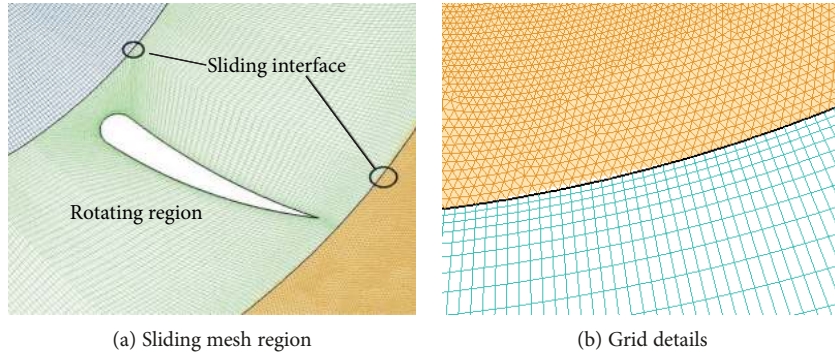 Sliding interface
Rotating region
(a) Sliding mesh region
(b) Grid details